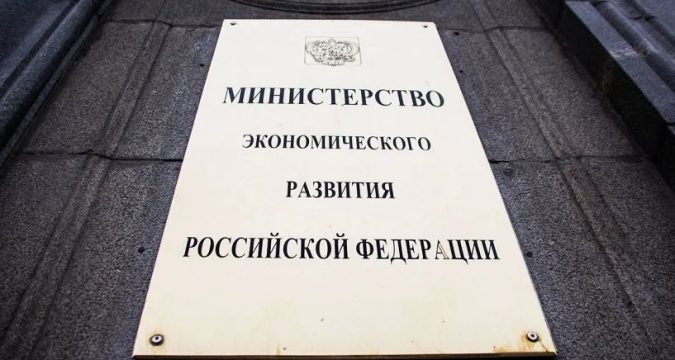 МИНИСТЕРСТВО
ЭКОНОМИЧЕСКОГО
РАЗВИТИЯ
РОССИЙСКОЙ ФЕДЕРАЦИИ